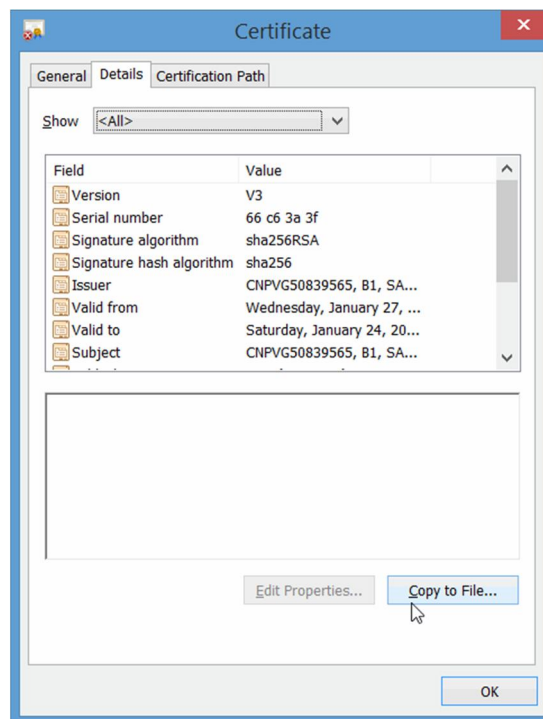 Certificate
General Details Certification Path
Show <All>
Field Value
Version V3
Serial number 66 c6 3a 3f
Signature algorithm sha256RSA
Signature hash algorithm sha256
Issuer CNPVG50839565, B1, SA...
Valid from Wednesday, January 27, ...
Valid to Saturday, January 24, 20...
Subject CNPVG50839565, B1, SA...
Edit Properties... Copy to File...
OK